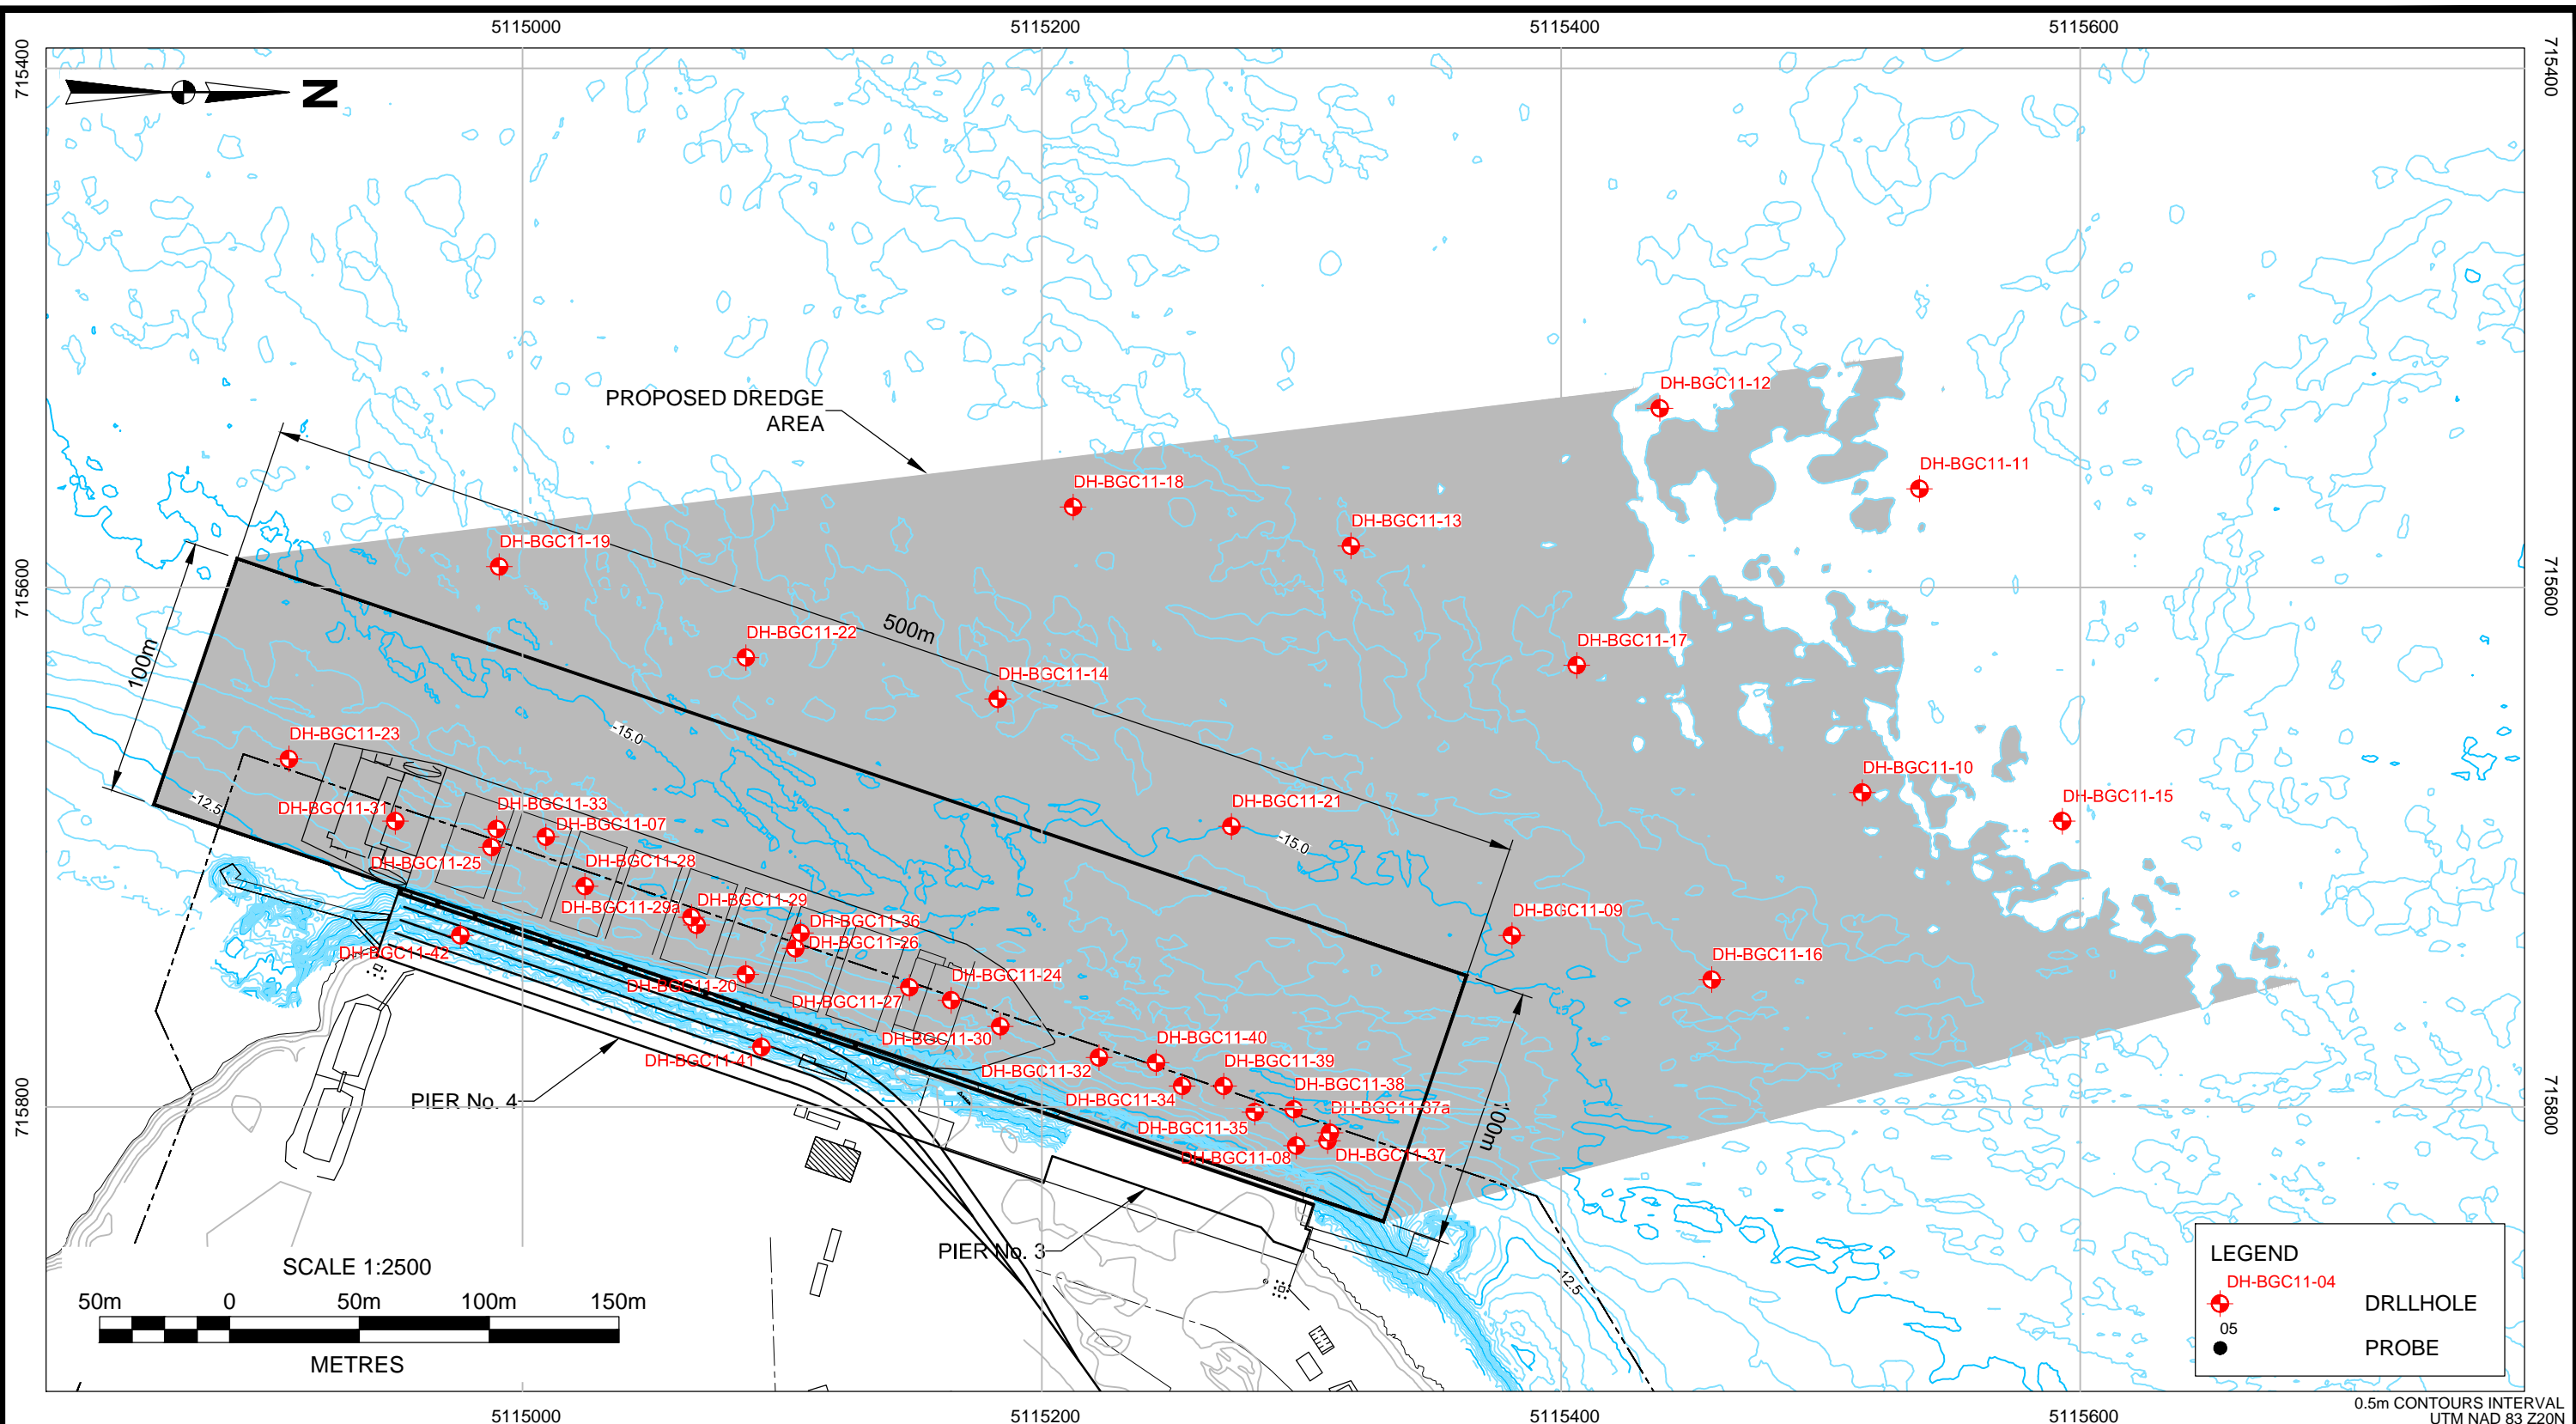 5115000
5115200
5115400
5115600
715400
715400
N
PROPOSED DREDGE
AREA
DH-BGC11-12
DH-BGC11-11
DH-BGC11-18
DH-BGC11-13
DH-BGC11-19
715600
715600
500m
DH-BGC11-22
DH-BGC11-17
100m
DH-BGC11-14
-15.0
DH-BGC11-23
DH-BGC11-10
DH-BGC11-15
-12.5
DH-BGC11-31
DH-BGC11-33
DH-BGC11-07
DH-BGC11-21
-15.0
DH-BGC11-25
DH-BGC11-28
DH-BGC11-29a
DH-BGC11-29
DH-BGC11-36
DH-BGC11-26
DH-BGC11-09
DH-BGC11-42
DH-BGC11-16
DH-BGC11-20
DH-BGC11-24
DH-BGC11-27
DH-BGC11-30
DH-BGC11-40
DH-BGC11-41
DH-BGC11-32
DH-BGC11-39
DH-BGC11-38
715800
715800
PIER No. 4
DH-BGC11-34
DH-BGC11-37a
100m
DH-BGC11-35
DH-BGC11-08
DH-BGC11-37
PIER No. 3
-12.5
SCALE 1:2500
50m 0 50m 100m 150m
METRES
LEGEND
DH-BGC11-04
DRLLHOLE
05
PROBE
0.5m CONTOURS INTERVAL
UTM NAD 83 Z20N
5115000
5115200
5115400
5115600